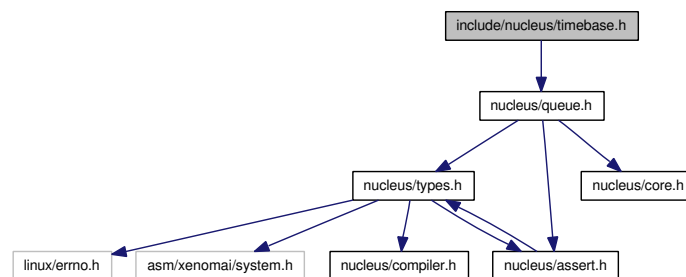 include/nucleus/timebase.h
nucleus/queue.h
nucleus/types.h
nucleus/core.h
linux/errno.h
asm/xenomai/system.h
nucleus/compiler.h
nucleus/assert.h